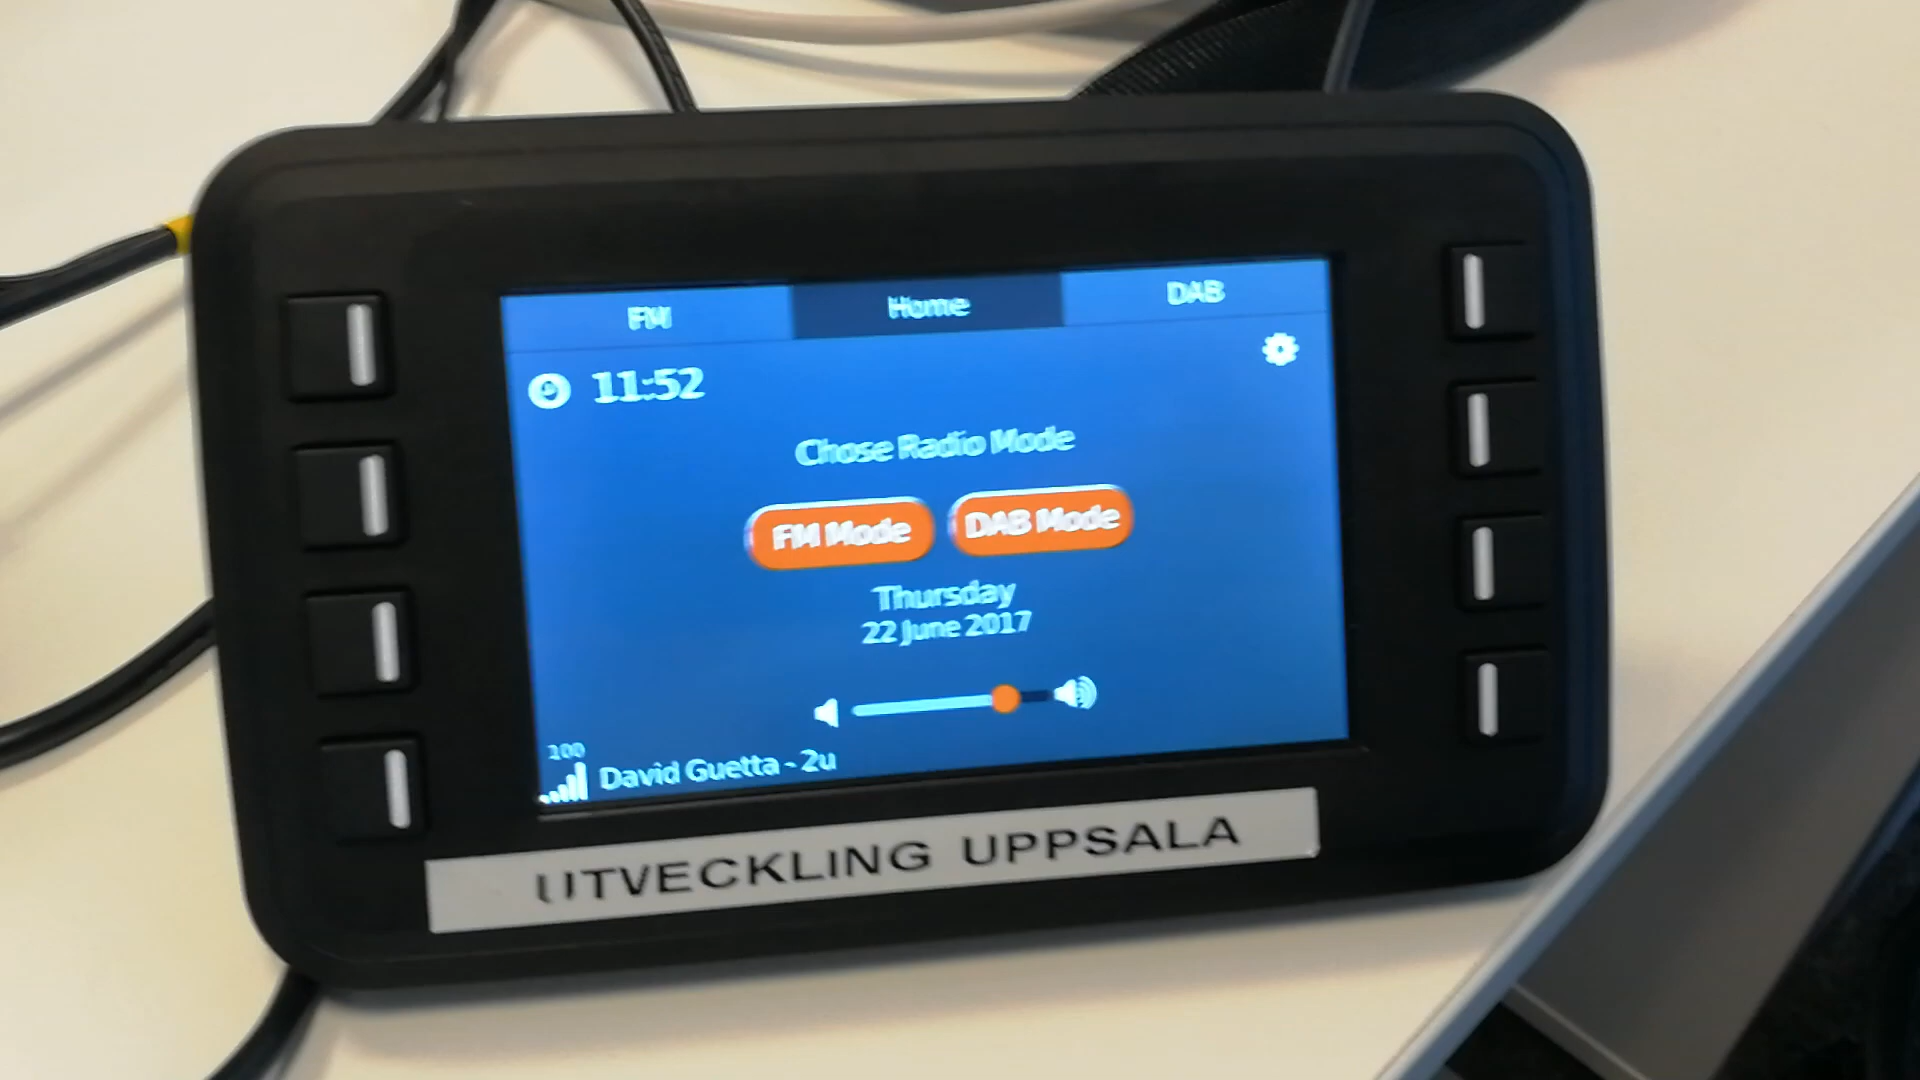 FM Home DAB
11:52
Chose Radio Mode
FM Mode DAB Mode
Thursday
22 June 2017
100
David Guetta - 2u
UTVECKLING UPPSALA